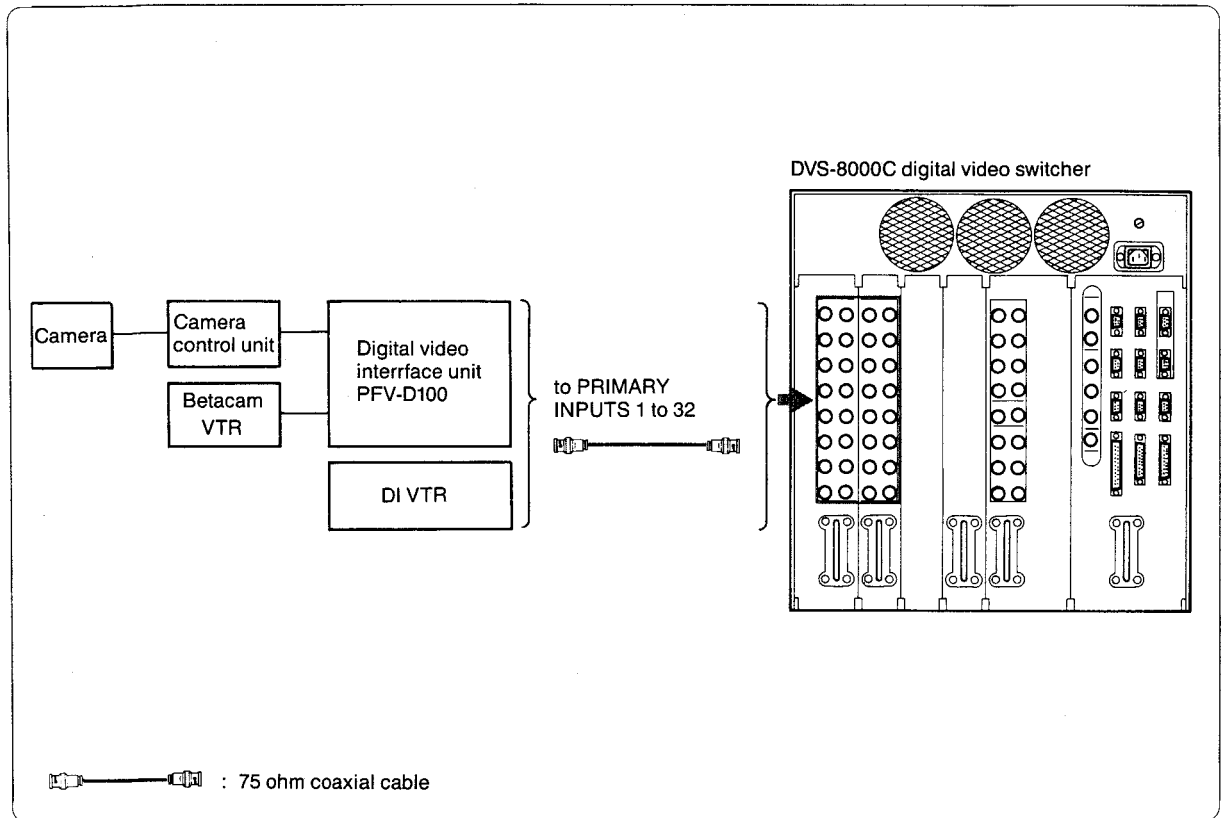 DVS-8000C digital video switcher
Camera
Camera
control unit
Betacam
VTR
Digital video
interrface unit
PFV-D100
DI VTR
to PRIMARY
INPUTS 1 to 32
: 75 ohm coaxial cable